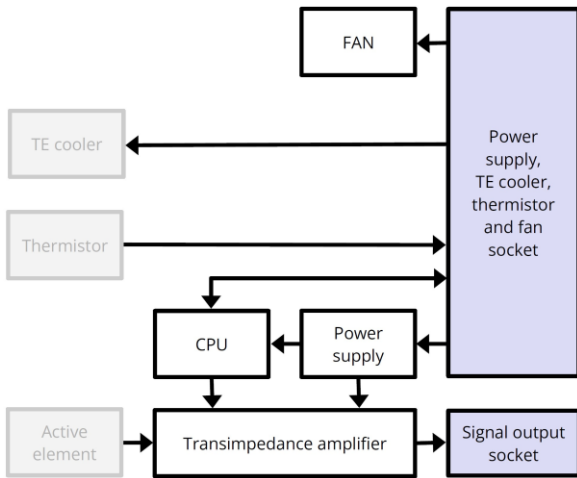 FAN
TE cooler
Power
supply,
TE cooler,
thermistor
and fan
socket
Thermistor
CPU
Power
supply
Active
element
Transimpedance amplifier
Signal output
socket